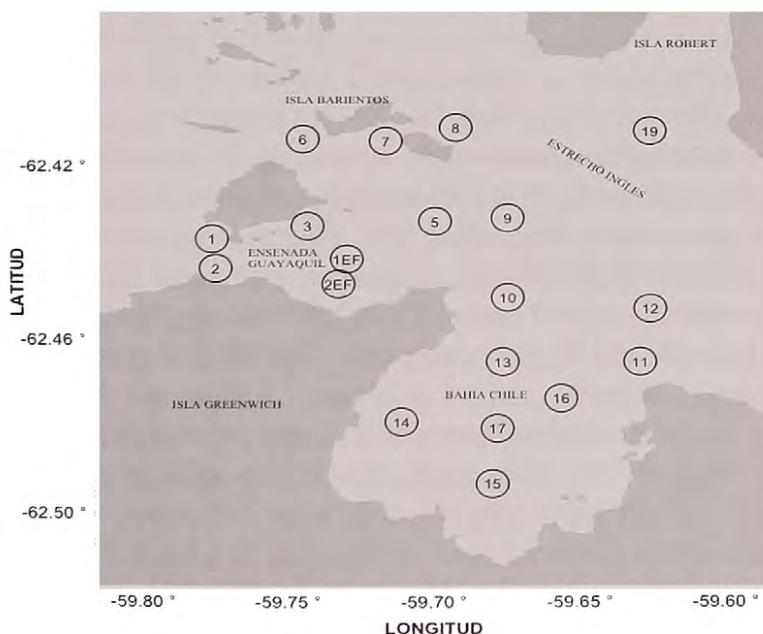 ISLA ROBERT
ISLA BARIENTOS
8
19
6
7
ESTRECHO INGLES
-62.42 °
9
5
3
1
ENSENADA
GUAYAQUIL
1EF
2
2EF
10
12
LATITUD
-62.46 °
13
11
BAHIA CHILE
16
ISLA GREENWICH
14
17
15
-62.50 °
-59.80 °
-59.75 °
-59.70 °
-59.65 °
-59.60 °
LONGITUD